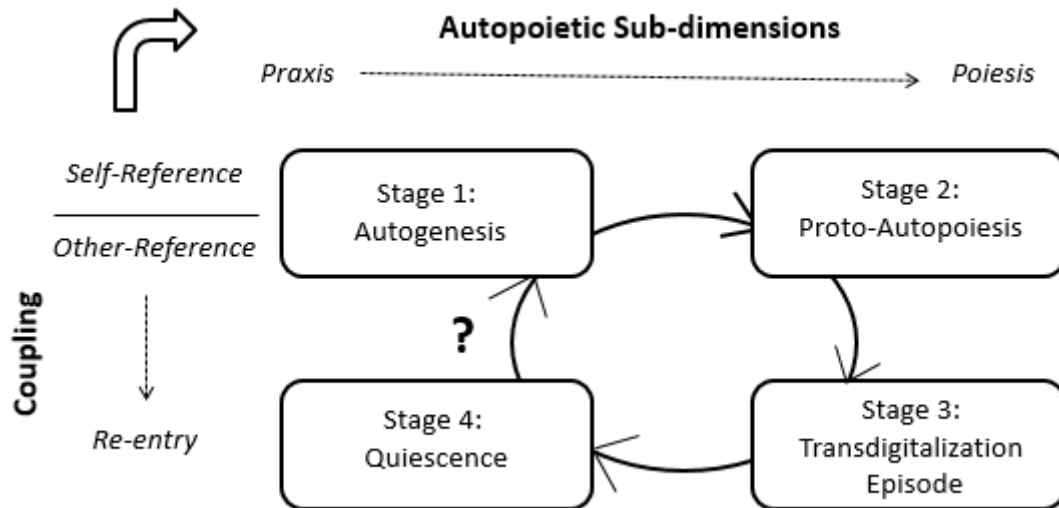 Autopoietic Sub-dimensions
Praxis
Poiesis
Self-Reference
Other-Reference
Coupling
Re-entry
Stage 1:
Autogenesis
Stage 2:
Proto-Autopoiesis
?
Stage 4:
Quiescence
Stage 3:
Transdigitalization
Episode